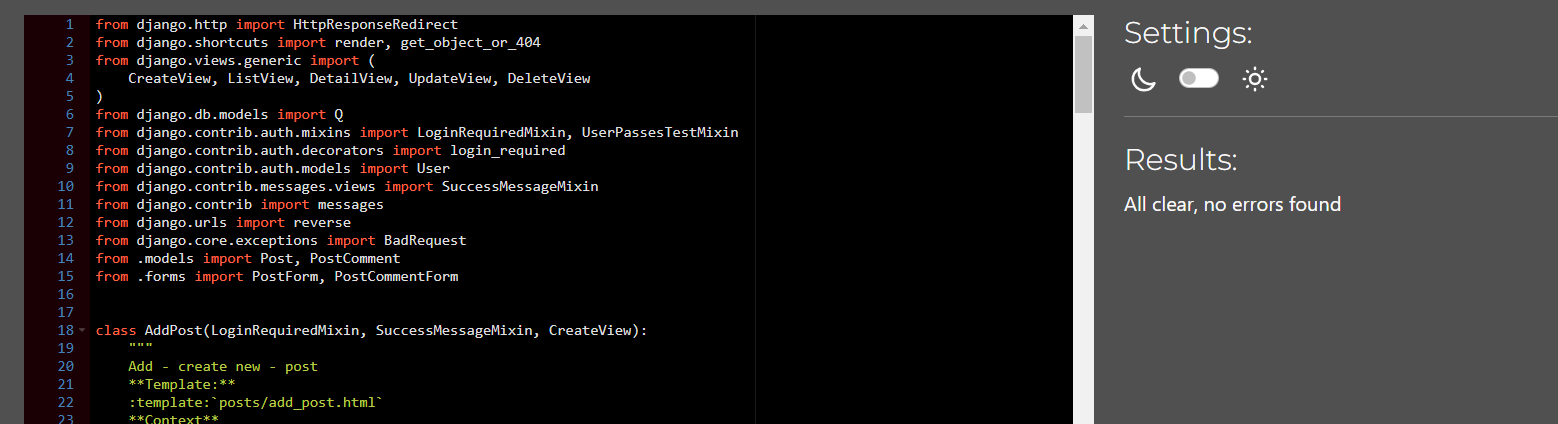 1 from django.http import HttpResponseRedirect
2 from django.shortcuts import render, get_object_or_404
3 from django.views.generic import (
4 CreateView, ListView, DetailView, UpdateView, DeleteView
5 )
6 from django.db.models import Q
7 from django.contrib.auth.mixins import LoginRequiredMixin, UserPassesTestMixin
8 from django.contrib.auth.decorators import login_required
9 from django.contrib.auth.models import User
10 from django.contrib.messages.views import SuccessMessageMixin
11 from django.contrib import messages
12 from django.urls import reverse
13 from django.core.exceptions import BadRequest
14 from .models import Post, PostComment
15 from .forms import PostForm, PostCommentForm
16
17
18 class AddPost(LoginRequiredMixin, SuccessMessageMixin, CreateView):
19 """
20 Add - create new - post
21 **Template:**
22 :template:`posts/add_post.html`
23 **Context**
Settings:
Results:
All clear, no errors found